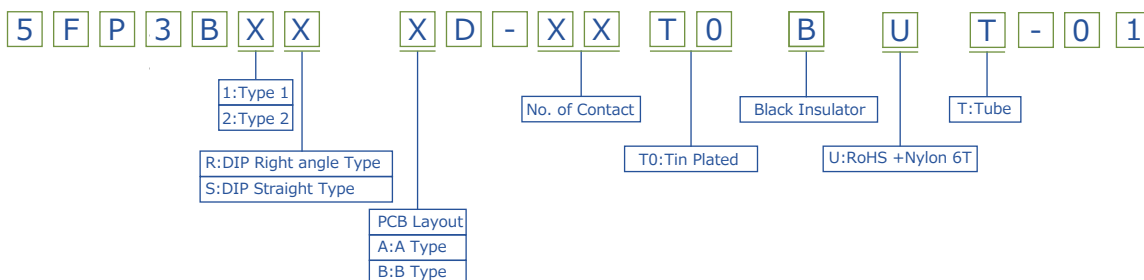 5 F P 3 B X X X D - X X T 0 B U T - 0 1
1:Type 1
2:Type 2
No. of Contact
Black Insulator
T:Tube
R:DIP Right angle Type
S:DIP Straight Type
T0:Tin Plated
U:RoHS +Nylon 6T
PCB Layout
A:A Type
B:B Type